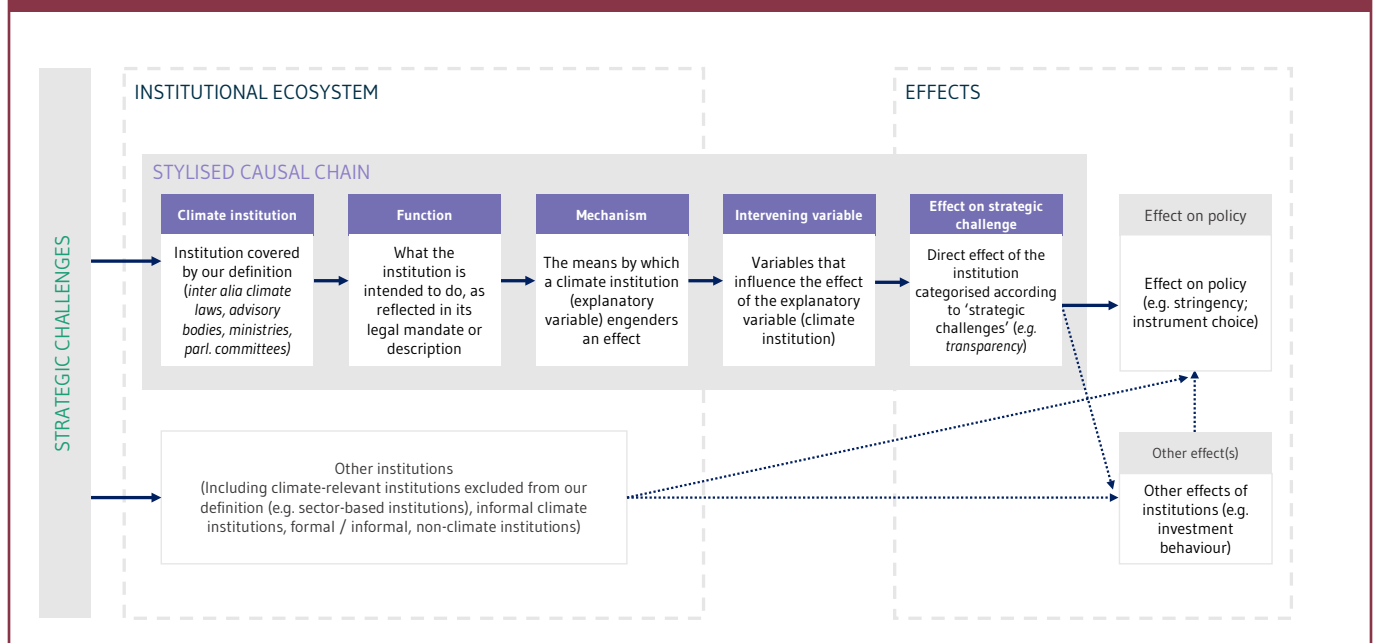 STRATEGIC CHALLENGES
INSTITUTIONAL ECOSYSTEM
EFFECTS
STYLISED CAUSAL CHAIN
Climate institution
Institution covered
by our definition
(inter alia climate
laws, advisory
bodies, ministries,
parl. committees)
Function
What the
institution is
intended to do, as
reflected in its
legal mandate or
description
Mechanism
The means by which
a climate institution
(explanatory
variable) engenders
an effect
Intervening variable
Variables that
influence the effect
of the explanatory
variable (climate
institution)
Effect on strategic
challenge
Direct effect of the
institution
categorised according
to ‘strategic
challenges’ (e.g.
transparency)
Effect on policy
Effect on policy
(e.g. stringency;
instrument choice)
Other institutions
(Including climate-relevant institutions excluded from our
definition (e.g. sector-based institutions), informal climate
institutions, formal / informal, non-climate institutions)
Other effect(s)
Other effects of
institutions (e.g.
investment
behaviour)